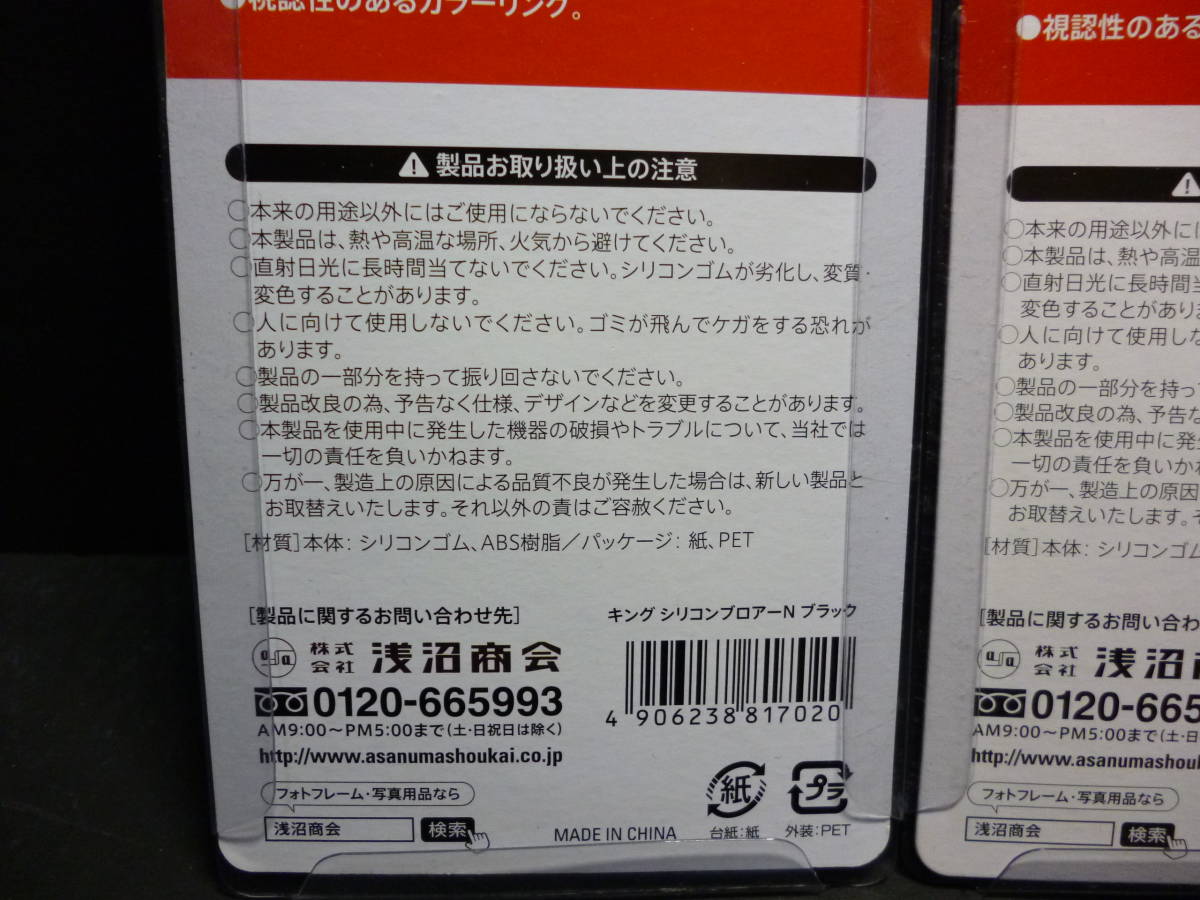 ●視認性のあるカラーリング。
⚠製品お取り扱い上の注意
○本来の用途以外にはご使用にならないでください。
○本製品は、熱や高温な場所、火気から避けてください。
○直射日光に長時間当てないでください。シリコンゴムが劣化し、変質・
変色することがあります。
○人に向けて使用しないでください。ゴミが飛んでケガをする恐れが
あります。
○製品の一部分を持って振り回さないでください。
○製品改良の為、予告なく仕様、デザインなどを変更することがあります。
○本製品を使用中に発生した機器の破損やトラブルについて、当社では
一切の責任を負いかねます。
○万が一、製造上の原因による品質不良が発生した場合は、新しい製品と
お取替えいたします。それ以外の責はご容赦ください。
[材質]本体: シリコンゴム、ABS樹脂／パッケージ: 紙、PET
[製品に関するお問い合わせ先]
株式会社 浅沼商会
0120-665993
AM9:00〜PM5:00まで(土・日祝日は除く)
http://www.asanumashoukai.co.jp
フォトフレーム・写真用品なら
浅沼商会 検索
キング シリコンブロアーN ブラック
4 906238 817020
紙 プラ
MADE IN CHINA 台紙:紙 外装:PET
●視認性のある
⚠
○本来の用途以外に
○本製品は、熱や高温
○直射日光に長時間
変色することがあり
○人に向けて使用し
あります。
○製品の一部分を持っ
○製品改良の為、予告な
○本製品を使用中に発
一切の責任を負いか
○万が一、製造上の原因
お取替えいたします。
[材質]本体: シリコンゴ
[製品に関するお問い合
株式会社 浅沼
0120-665
AM9:00〜PM5:00まで(土・日
http://www.asanumashou
フォトフレーム・写真用品なら
浅沼商会 検索